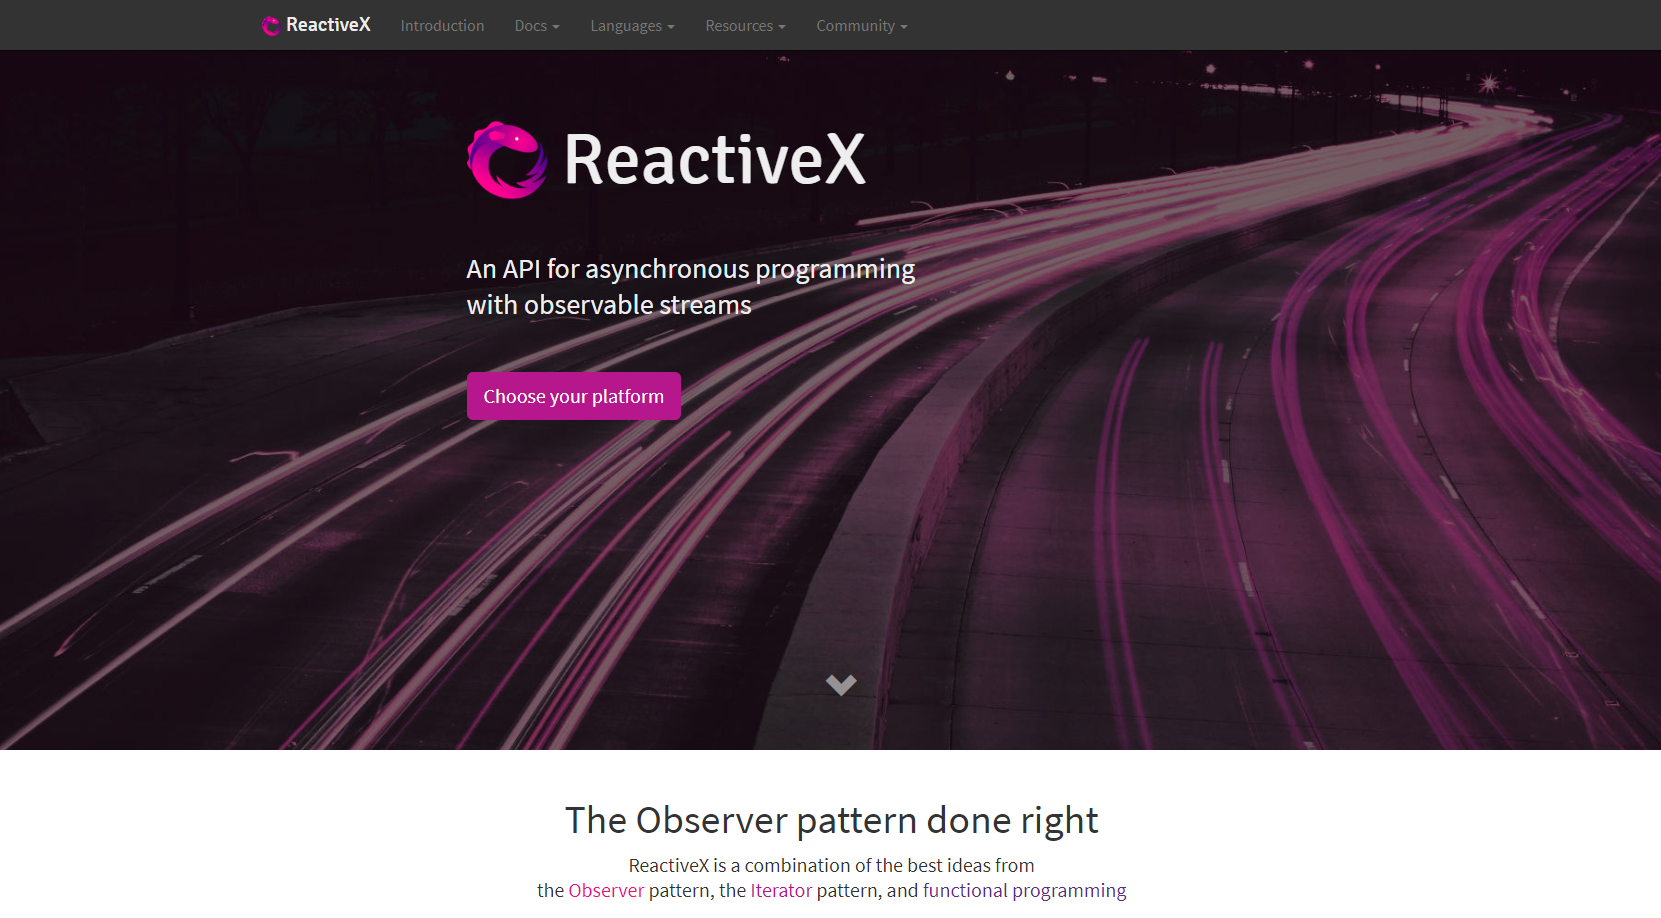 ReactiveX Introduction Docs Languages Resources Community
ReactiveX
An API for asynchronous programming
with observable streams
Choose your platform
The Observer pattern done right
ReactiveX is a combination of the best ideas from
the Observer pattern, the Iterator pattern, and functional programming